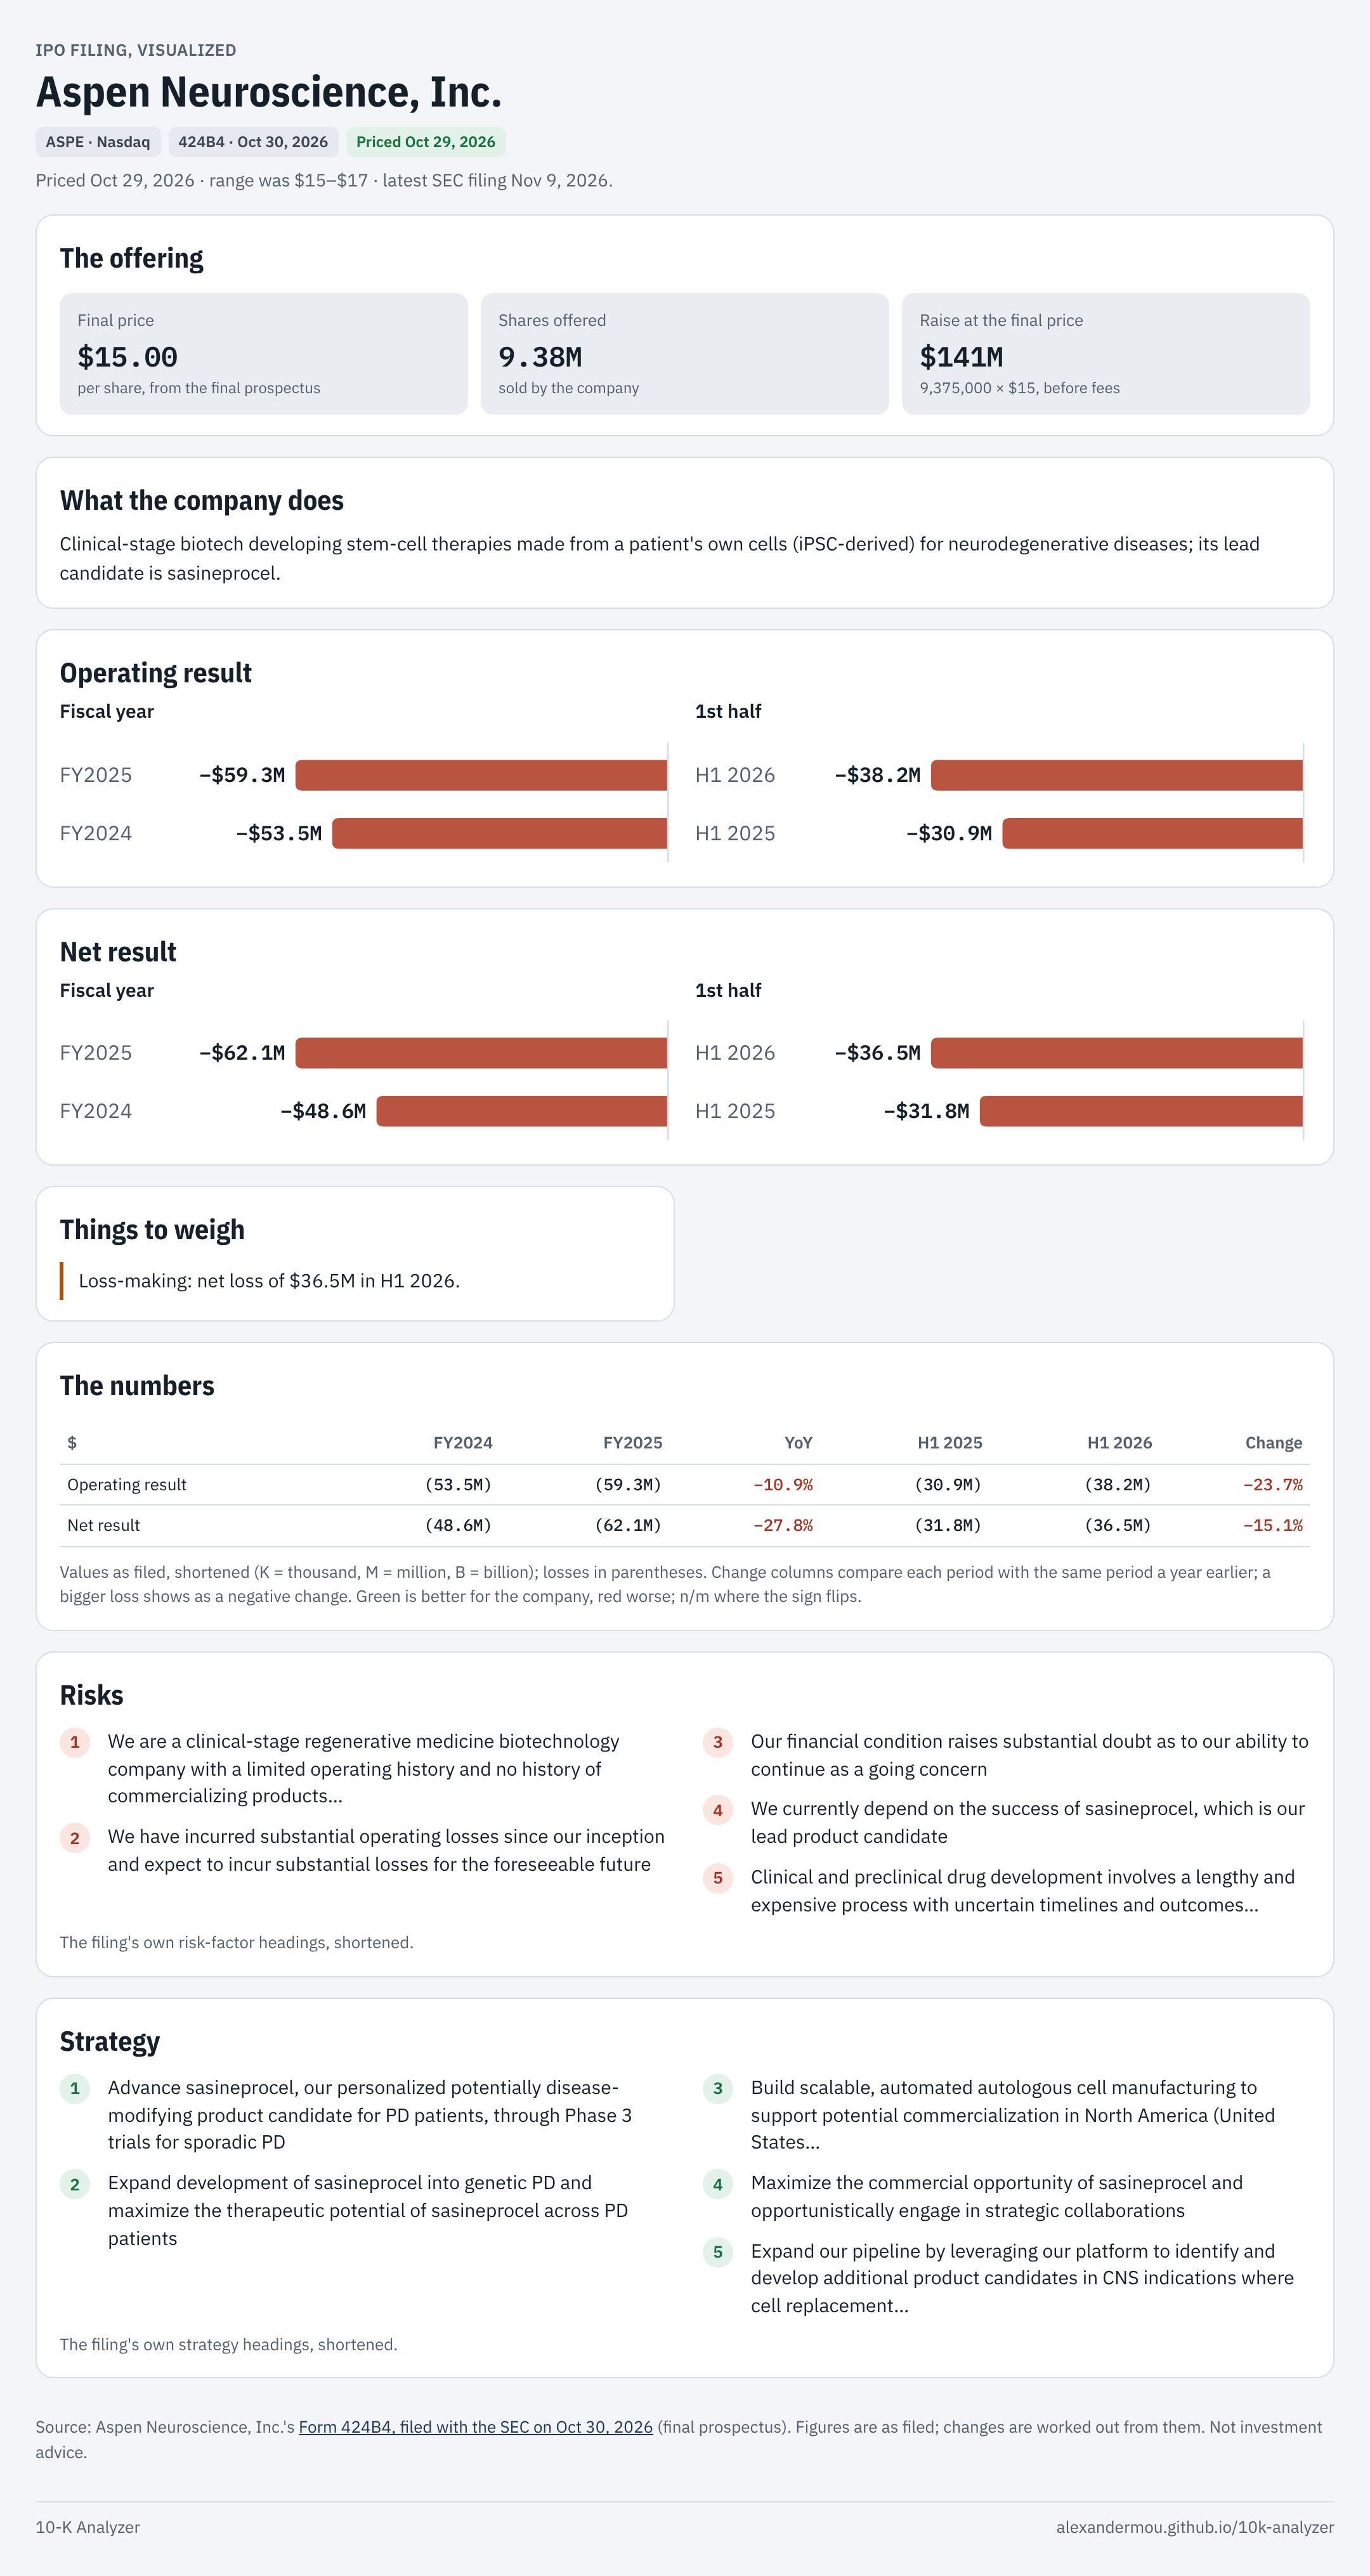 IPO FILING, VISUALIZED
Aspen Neuroscience, Inc.
ASPE · Nasdaq
424B4 · Oct 30, 2026
Priced Oct 29, 2026
Priced Oct 29, 2026 · range was $15–$17 · latest SEC filing Nov 9, 2026.
The offering
Final price
$15.00
per share, from the final prospectus
Shares offered
9.38M
sold by the company
Raise at the final price
$141M
9,375,000 × $15, before fees
What the company does
Clinical-stage biotech developing stem-cell therapies made from a patient's own cells (iPSC-derived) for neurodegenerative diseases; its lead
candidate is sasineprocel.
Operating result
Fiscal year
FY2025 −$59.3M
FY2024 −$53.5M
1st half
H1 2026 −$38.2M
H1 2025 −$30.9M
Net result
Fiscal year
FY2025 −$62.1M
FY2024 −$48.6M
1st half
H1 2026 −$36.5M
H1 2025 −$31.8M
Things to weigh
Loss-making: net loss of $36.5M in H1 2026.
The numbers
$ FY2024 FY2025 YoY H1 2025 H1 2026 Change
Operating result (53.5M) (59.3M) −10.9% (30.9M) (38.2M) −23.7%
Net result (48.6M) (62.1M) −27.8% (31.8M) (36.5M) −15.1%
Values as filed, shortened (K = thousand, M = million, B = billion); losses in parentheses. Change columns compare each period with the same period a year earlier; a
bigger loss shows as a negative change. Green is better for the company, red worse; n/m where the sign flips.
Risks
1 We are a clinical-stage regenerative medicine biotechnology
company with a limited operating history and no history of
commercializing products…
2 We have incurred substantial operating losses since our inception
and expect to incur substantial losses for the foreseeable future
3 Our financial condition raises substantial doubt as to our ability to
continue as a going concern
4 We currently depend on the success of sasineprocel, which is our
lead product candidate
5 Clinical and preclinical drug development involves a lengthy and
expensive process with uncertain timelines and outcomes…
The filing's own risk-factor headings, shortened.
Strategy
1 Advance sasineprocel, our personalized potentially disease-
modifying product candidate for PD patients, through Phase 3
trials for sporadic PD
2 Expand development of sasineprocel into genetic PD and
maximize the therapeutic potential of sasineprocel across PD
patients
3 Build scalable, automated autologous cell manufacturing to
support potential commercialization in North America (United
States…
4 Maximize the commercial opportunity of sasineprocel and
opportunistically engage in strategic collaborations
5 Expand our pipeline by leveraging our platform to identify and
develop additional product candidates in CNS indications where
cell replacement…
The filing's own strategy headings, shortened.
Source: Aspen Neuroscience, Inc.'s Form 424B4, filed with the SEC on Oct 30, 2026 (final prospectus). Figures are as filed; changes are worked out from them. Not investment
advice.
10-K Analyzer
alexandermou.github.io/10k-analyzer